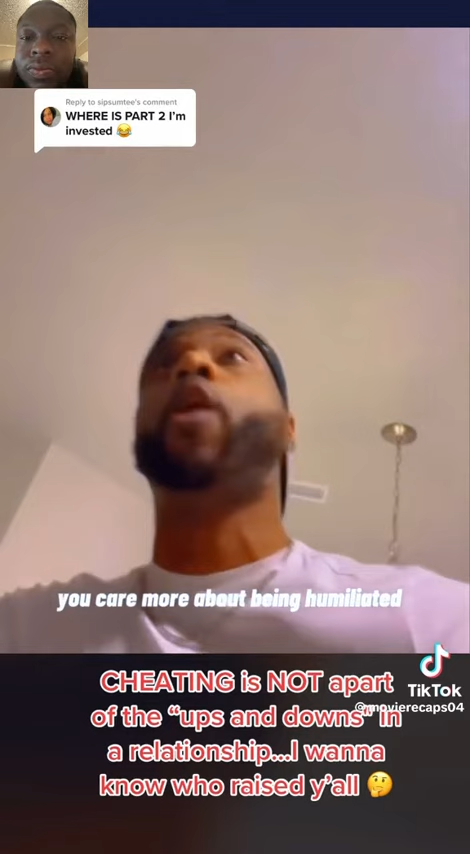 Reply to sipsumtee's comment
WHERE IS PART 2 I'm
invested 😂
you care more about being humiliated
TikTok
@movierecaps04
CHEATING is NOT apart
of the “ups and downs” in
a relationship...I wanna
know who raised y'all 🤔